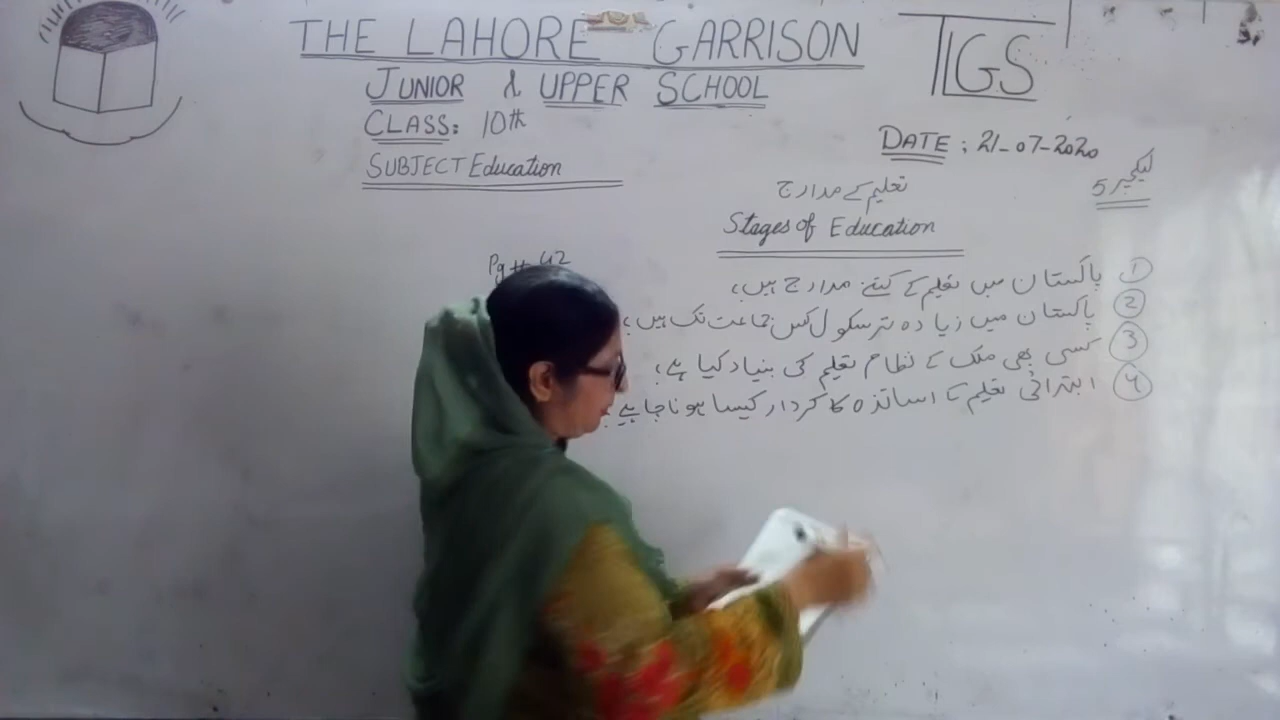 THE LAHORE GARRISON
TLGS
JUNIOR & UPPER SCHOOL
CLASS: 10th
DATE: 21-07-2020
SUBJECT Education
لیکچر 5
تعلیم کے مدارج
Stages of Education
Pg # 42
① پاکستان میں تعلیم کے کتنے مدارج ہیں،
② پاکستان میں زیادہ تر سکول کس جماعت تک ہیں،
③ کسی بھی ملک کے نظام تعلیم کی بنیاد کیا ہے،
④ ابتدائی تعلیم کا اساتذہ کا کردار کیسا ہونا چاہیے